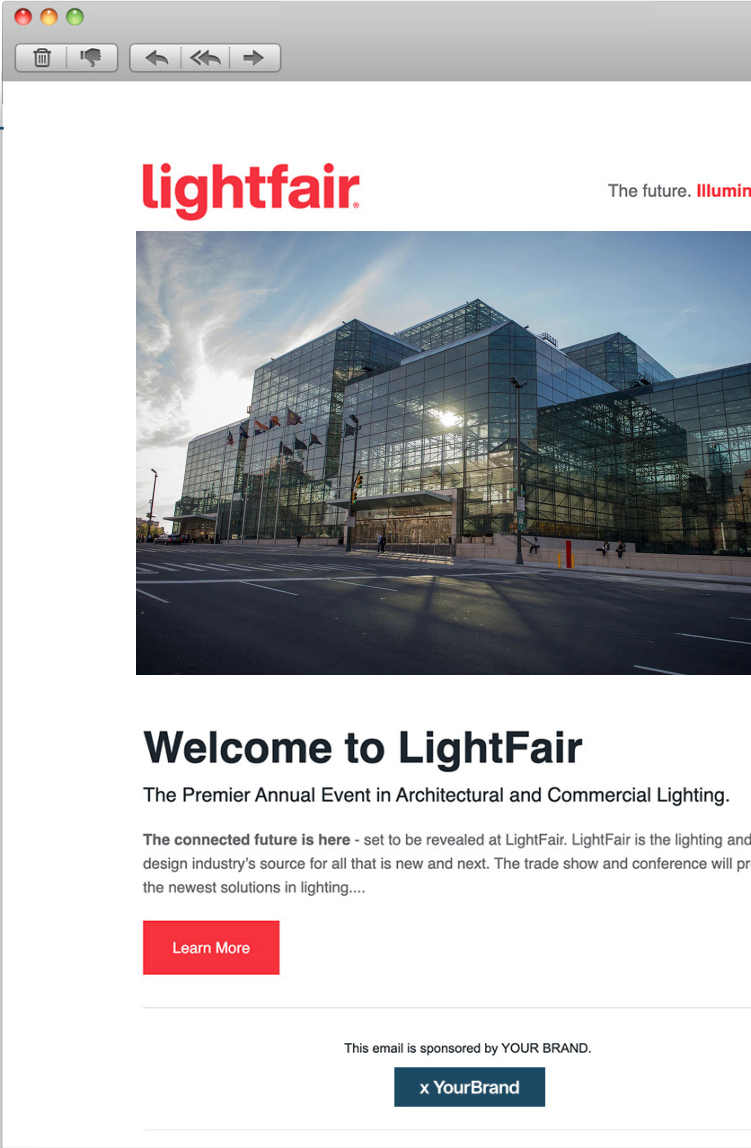 lightfair®
The future. Illumin
Welcome to LightFair
The Premier Annual Event in Architectural and Commercial Lighting.
The connected future is here - set to be revealed at LightFair. LightFair is the lighting and
design industry’s source for all that is new and next. The trade show and conference will pr
the newest solutions in lighting....
Learn More
This email is sponsored by YOUR BRAND.
x YourBrand